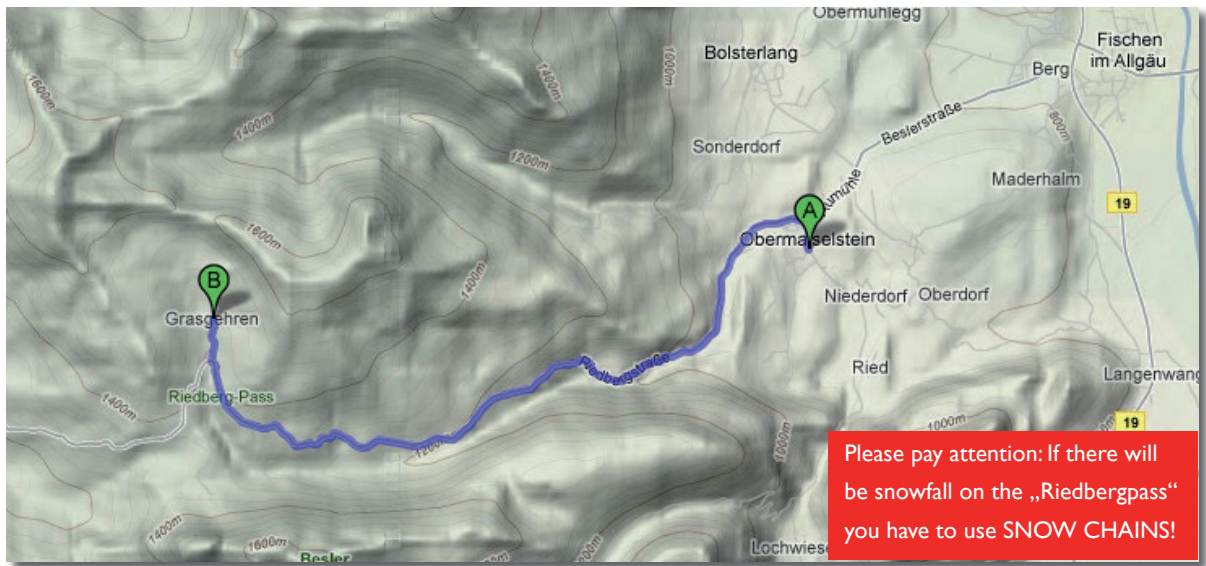 Obermühlegg
Fischen
im Allgäu
Bolsterlang
Berg
1600m
1400m
1000m
1400m
Beslerstraße
800m
1200m
Sonderdorf
Maderhalm
19
A
Obermaiselstein
1600m
1400m
B
Niederdorf
Oberdorf
Grasgehren
Riedbergstraße
Ried
Langenwang
Riedberg-Pass
1400m
1200m
1000m
1000m
19
Please pay attention: If there will
be snowfall on the „Riedbergpass“
you have to use SNOW CHAINS!
1600m
Besler
Lochwiese